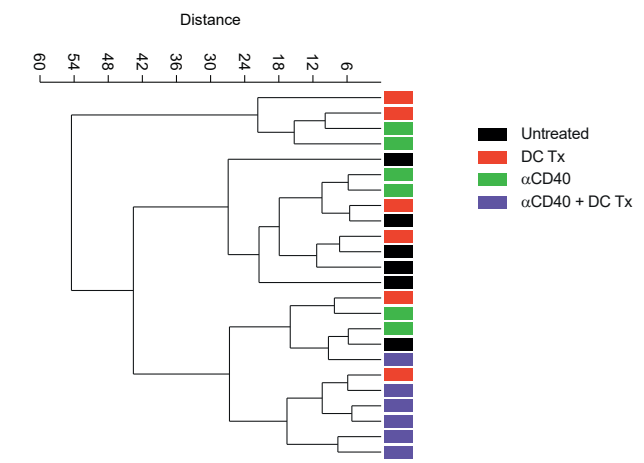 Distance
60 54 48 42 36 30 24 18 12 6
Untreated
DC Tx
αCD40
αCD40 + DC Tx